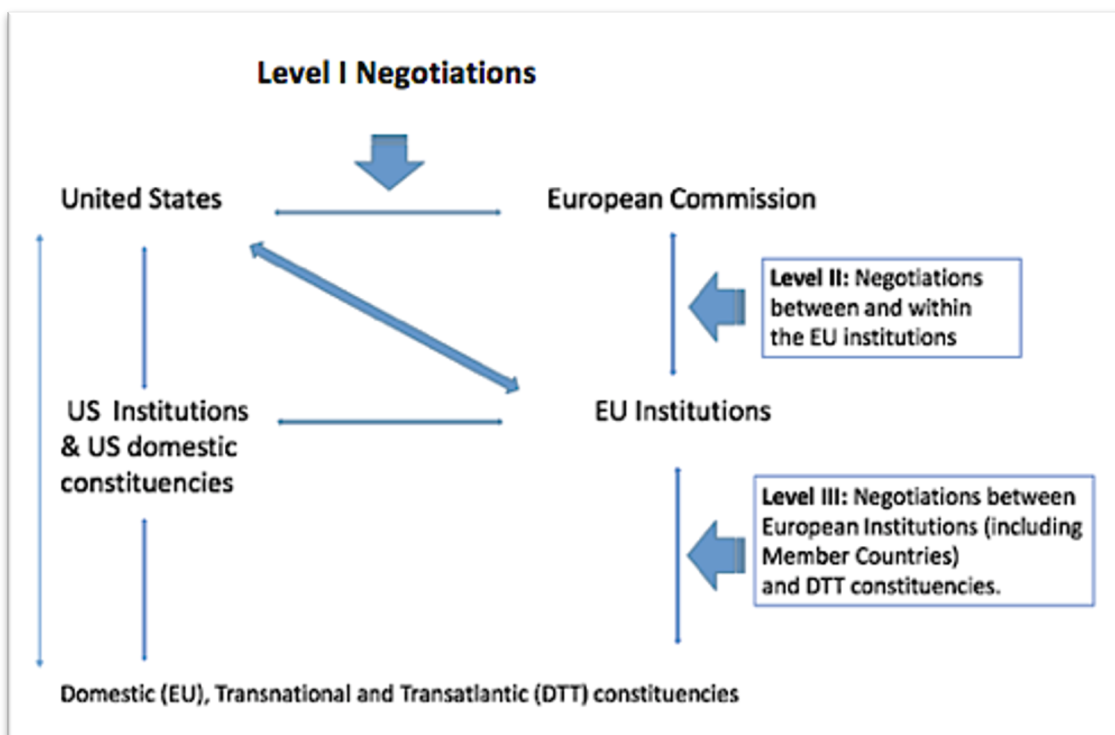 Level I Negotiations
United States
European Commission
Level II: Negotiations
between and within
the EU institutions
US Institutions
& US domestic
constituencies
EU Institutions
Level III: Negotiations between
European Institutions (including
Member Countries)
and DTT constituencies.
Domestic (EU), Transnational and Transatlantic (DTT) constituencies